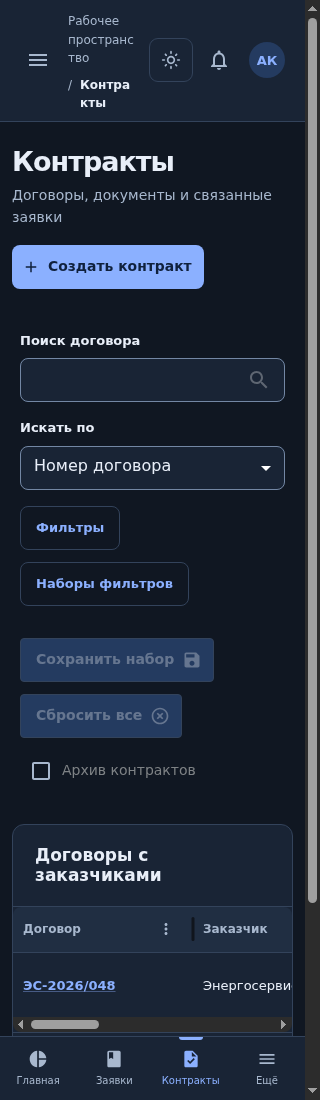 Рабочее
пространс
тво
/ Контра
кты
АК
Контракты
Договоры, документы и связанные
заявки
+ Создать контракт
Поиск договора
Искать по
Номер договора
Фильтры
Наборы фильтров
Сохранить набор
Сбросить все
Архив контрактов
Договоры с
заказчиками
Договор Заказчик
ЭС-2026/048 Энергосерви
Главная Заявки Контракты Ещё